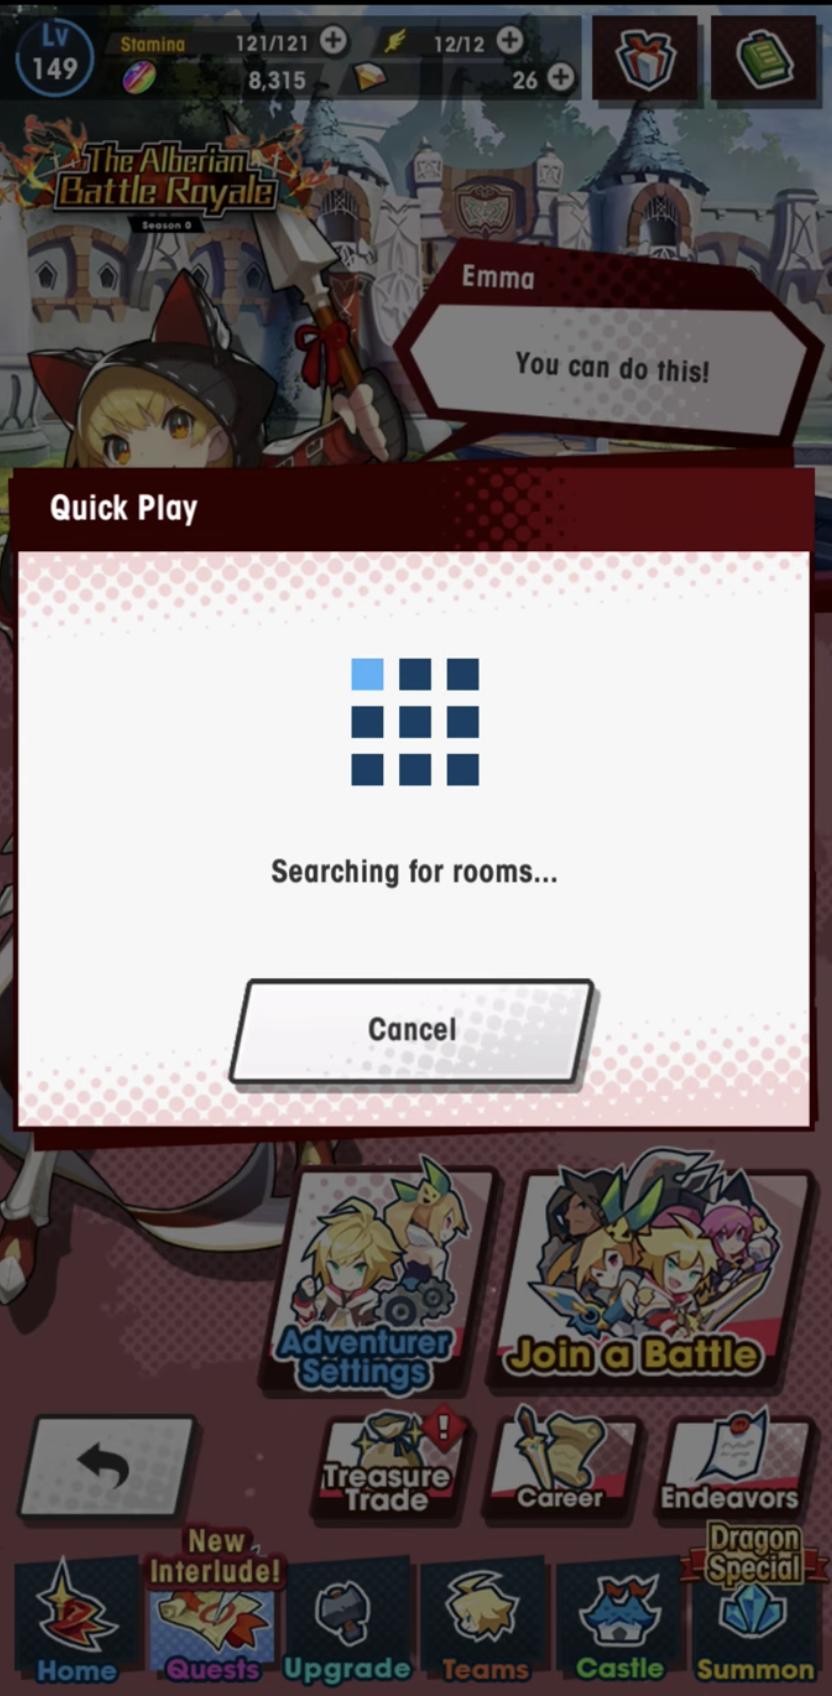 Lv
149
Stamina 121/121
12/12
8,315
26
The Alberian
Battle Royale
Season 0
Emma
You can do this!
Quick Play
Searching for rooms...
Cancel
Adventurer
Settings
Join a Battle
!
Treasure
Trade
Career
Endeavors
New
Interlude!
Dragon
Special
Home
Quests
Upgrade
Teams
Castle
Summon